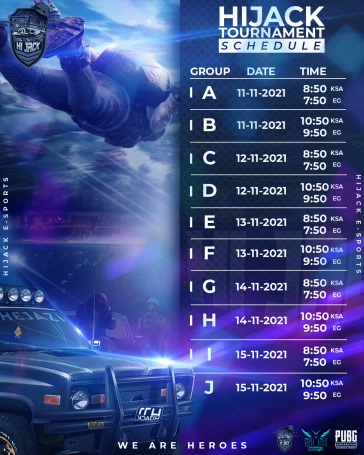 HIJACK
HIJACK
TOURNAMENT
SCHEDULE
GROUP DATE TIME
A 11-11-2021 8:50 KSA
7:50 EG
B 11-11-2021 10:50 KSA
9:50 EG
C 12-11-2021 8:50 KSA
7:50 EG
D 12-11-2021 10:50 KSA
9:50 EG
E 13-11-2021 8:50 KSA
7:50 EG
F 13-11-2021 10:50 KSA
9:50 EG
G 14-11-2021 8:50 KSA
7:50 EG
H 14-11-2021 10:50 KSA
9:50 EG
I 15-11-2021 8:50 KSA
7:50 EG
J 15-11-2021 10:50 KSA
9:50 EG
HIJACK E-SPORTS
HIJACK E-SPORTS
HEJAZI
WE ARE HEROES
PUBG